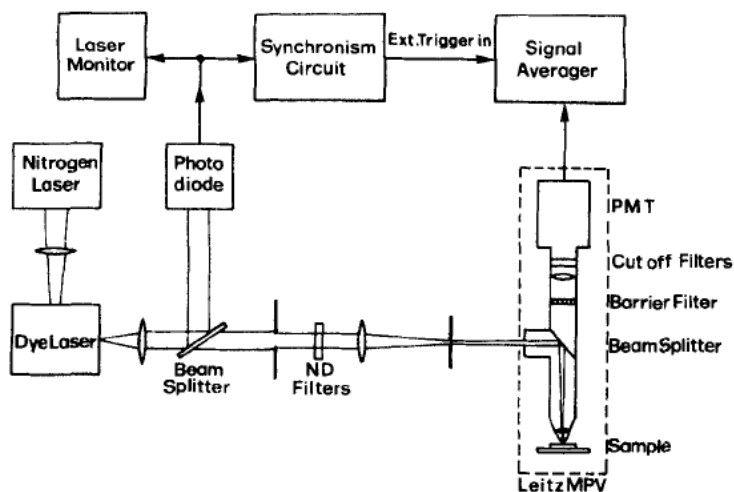 Laser
Monitor
Synchronism
Circuit
Ext.Trigger in
Signal
Averager
Nitrogen
Laser
Photo
diode
PMT
Cut off Filters
Barrier Filter
Dye Laser
Beam
Splitter
ND
Filters
Beam Splitter
Sample
Leitz MPV